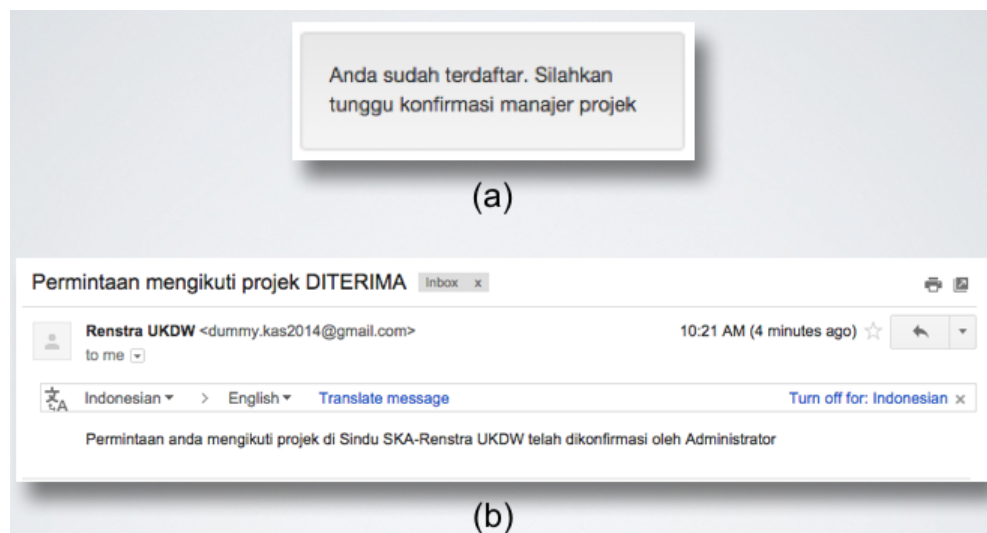 Anda sudah terdaftar. Silahkan
tunggu konfirmasi manajer projek
(a)
Permintaan mengikuti projek DITERIMA Inbox x
Renstra UKDW <dummy.kas2014@gmail.com> 10:21 AM (4 minutes ago)
to me
Indonesian > English Translate message Turn off for: Indonesian x
Permintaan anda mengikuti projek di Sindu SKA-Renstra UKDW telah dikonfirmasi oleh Administrator
(b)